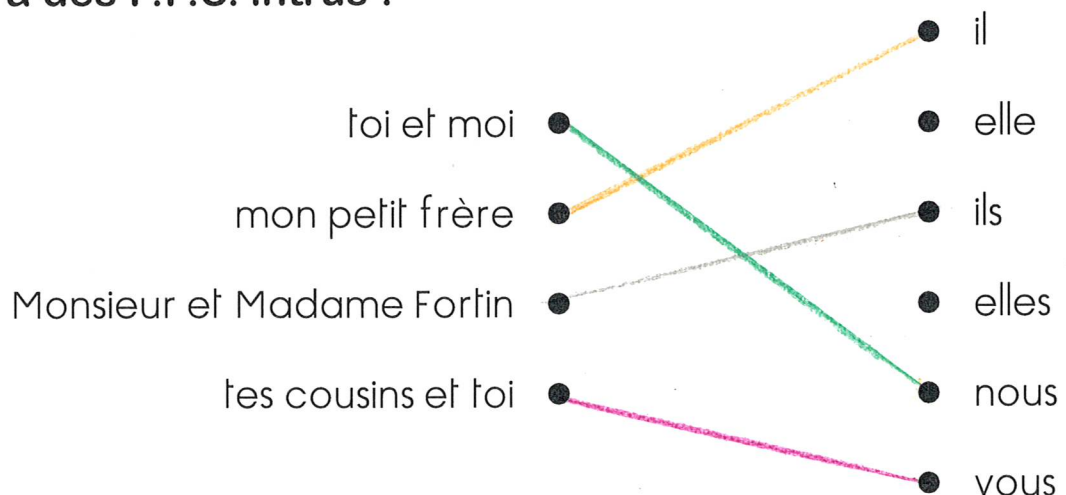 il
toi et moi elle
mon petit frère ils
Monsieur et Madame Fortin elles
tes cousins et toi nous
vous